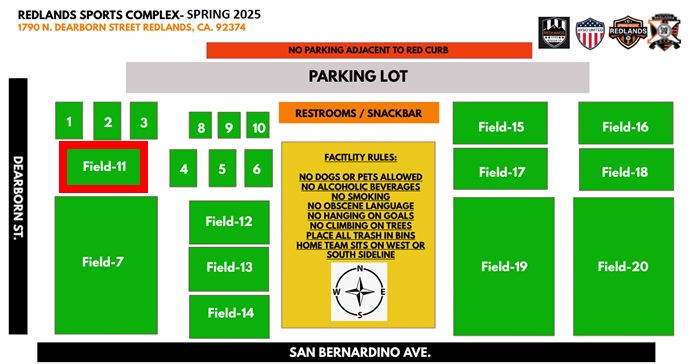 REDLANDS SPORTS COMPLEX- SPRING 2025
1790 N. DEARBORN STREET REDLANDS, CA. 92374
NO PARKING ADJACENT TO RED CURB
PARKING LOT
RESTROOMS / SNACKBAR
1 2 3
8 9 10
Field-15
Field-16
Field-11
4 5 6
Field-17
Field-18
DEARBORN ST.
Field-7
Field-12
Field-13
Field-14
FACITLITY RULES:
NO DOGS OR PETS ALLOWED
NO ALCOHOLIC BEVERAGES
NO SMOKING
NO OBSCENE LANGUAGE
NO HANGING ON GOALS
NO CLIMBING ON TREES
PLACE ALL TRASH IN BINS
HOME TEAM SITS ON WEST OR
SOUTH SIDELINE
N
W E
S
Field-19
Field-20
SAN BERNARDINO AVE.
REDLANDS
AYSO UNITED
REDLANDS